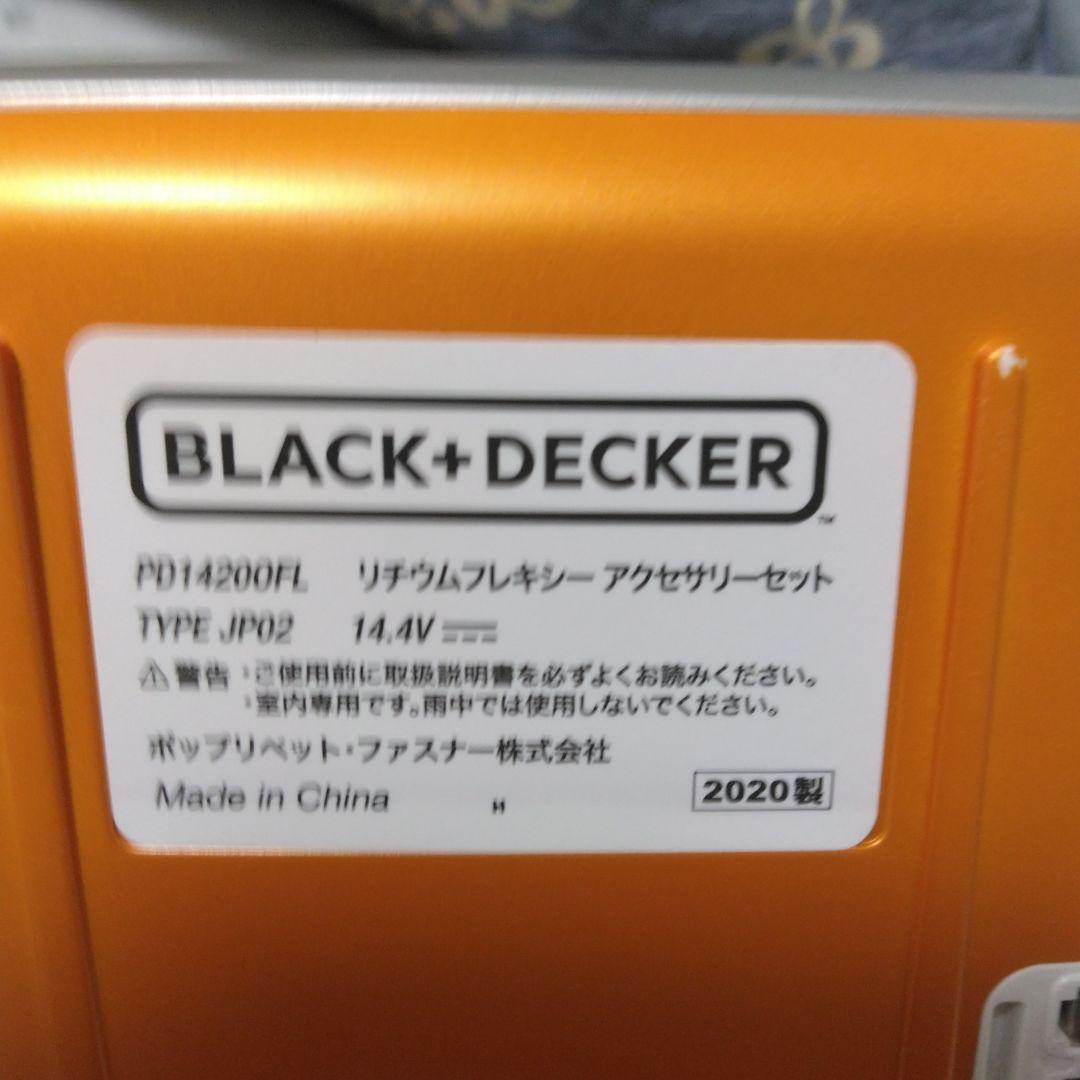 BLACK+DECKER
TM
PD14200FL リチウムフレキシー アクセサリーセット
TYPE JP02 14.4V
警告:ご使用前に取扱説明書を必ずよくお読みください。
:室内専用です。雨中では使用しないでください。
ポップリベット・ファスナー株式会社
Made in China
2020製